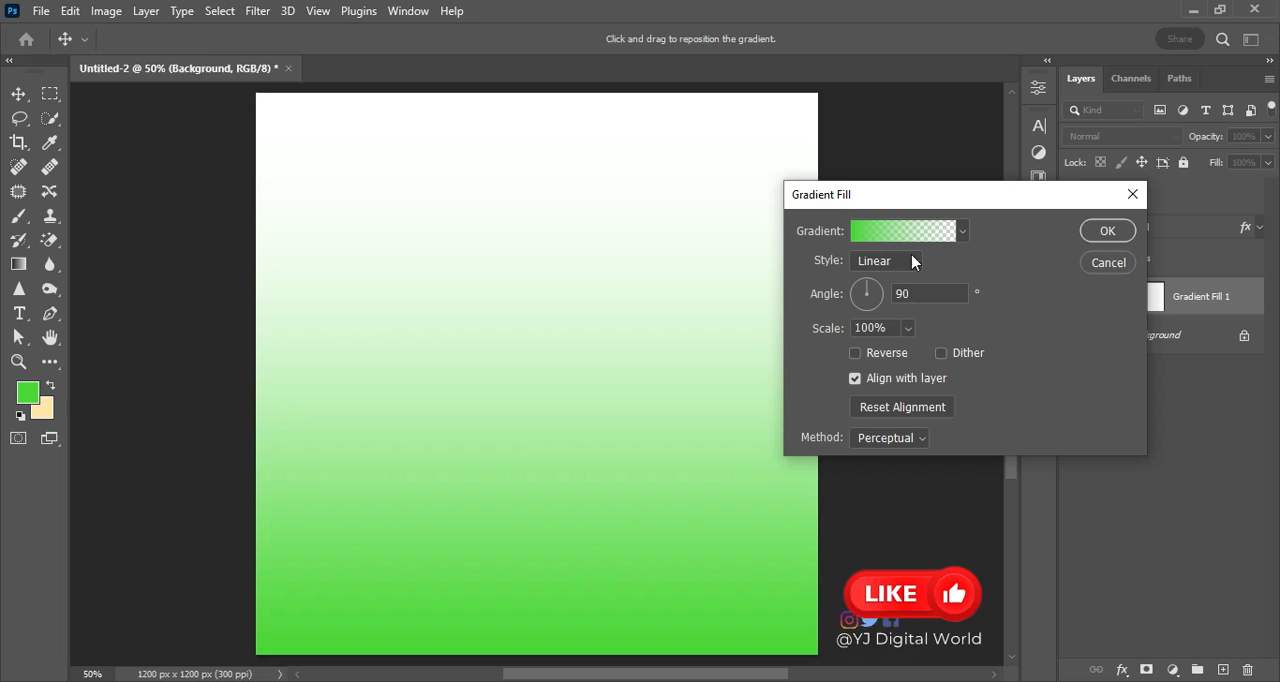 Ps File Edit Image Layer Type Select Filter 3D View Plugins Window Help
Click and drag to reposition the gradient.
Share
Untitled-2 @ 50% (Background, RGB/8) *
Layers Channels Paths
Kind
Normal Opacity: 100%
Lock: Fill: 100%
Gradient Fill
Gradient: OK
Style: Linear Cancel
Angle: 90 °
Scale: 100%
Reverse Dither
Align with layer
Reset Alignment
Method: Perceptual
fx
Gradient Fill 1
LIKE
@YJ Digital World
50% 1200 px x 1200 px (300 ppi)
fx